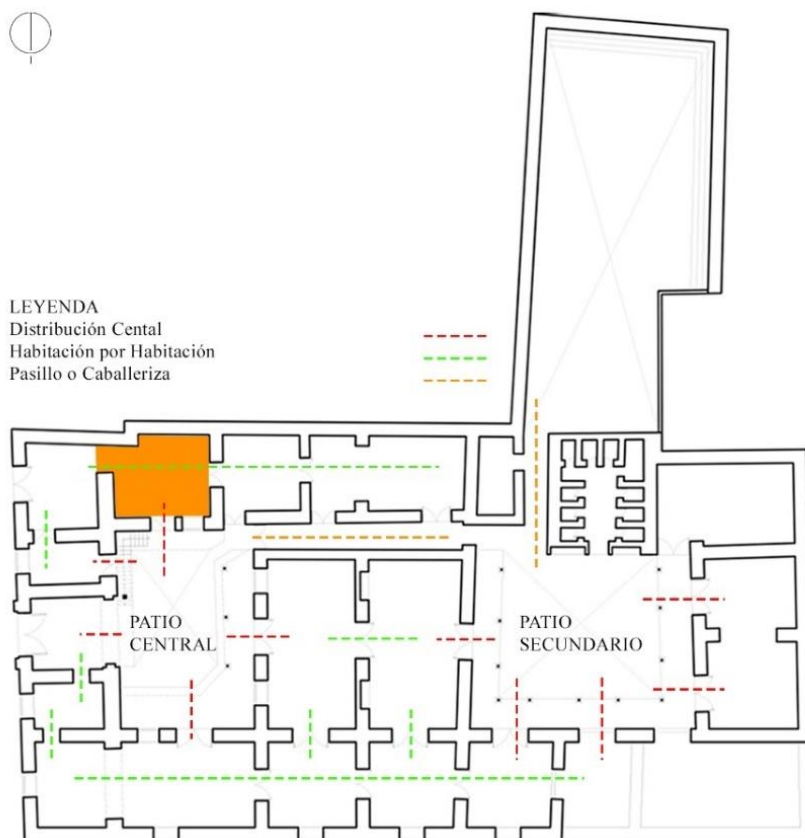 LEYENDA
Distribución Cental
Habitación por Habitación
Pasillo o Caballeriza
PATIO
CENTRAL
PATIO
SECUNDARIO